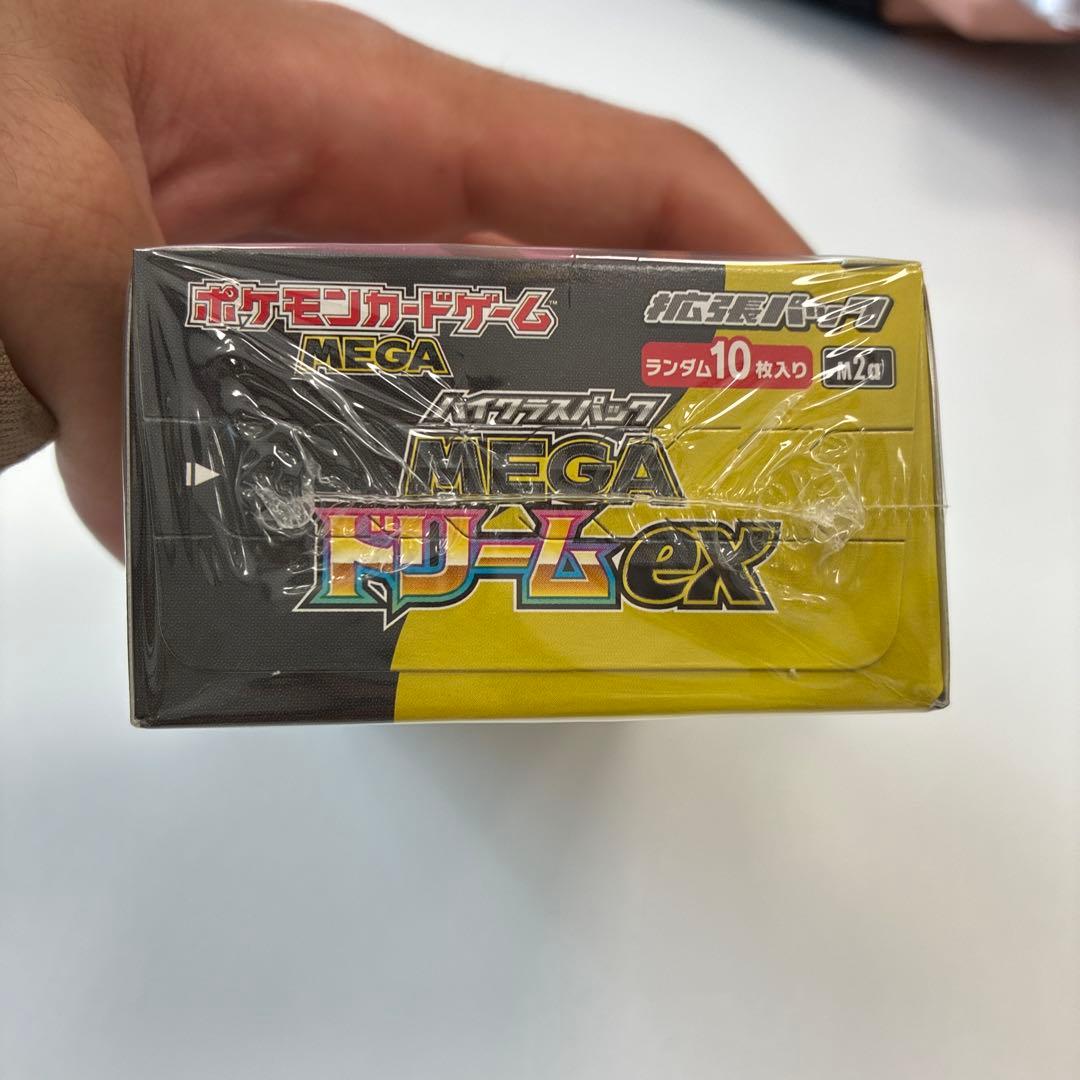 ポケモンカードゲーム™
MEGA
拡張パック
ランダム10枚入り
M2a
ハイクラスパック
MEGA
ドリームex